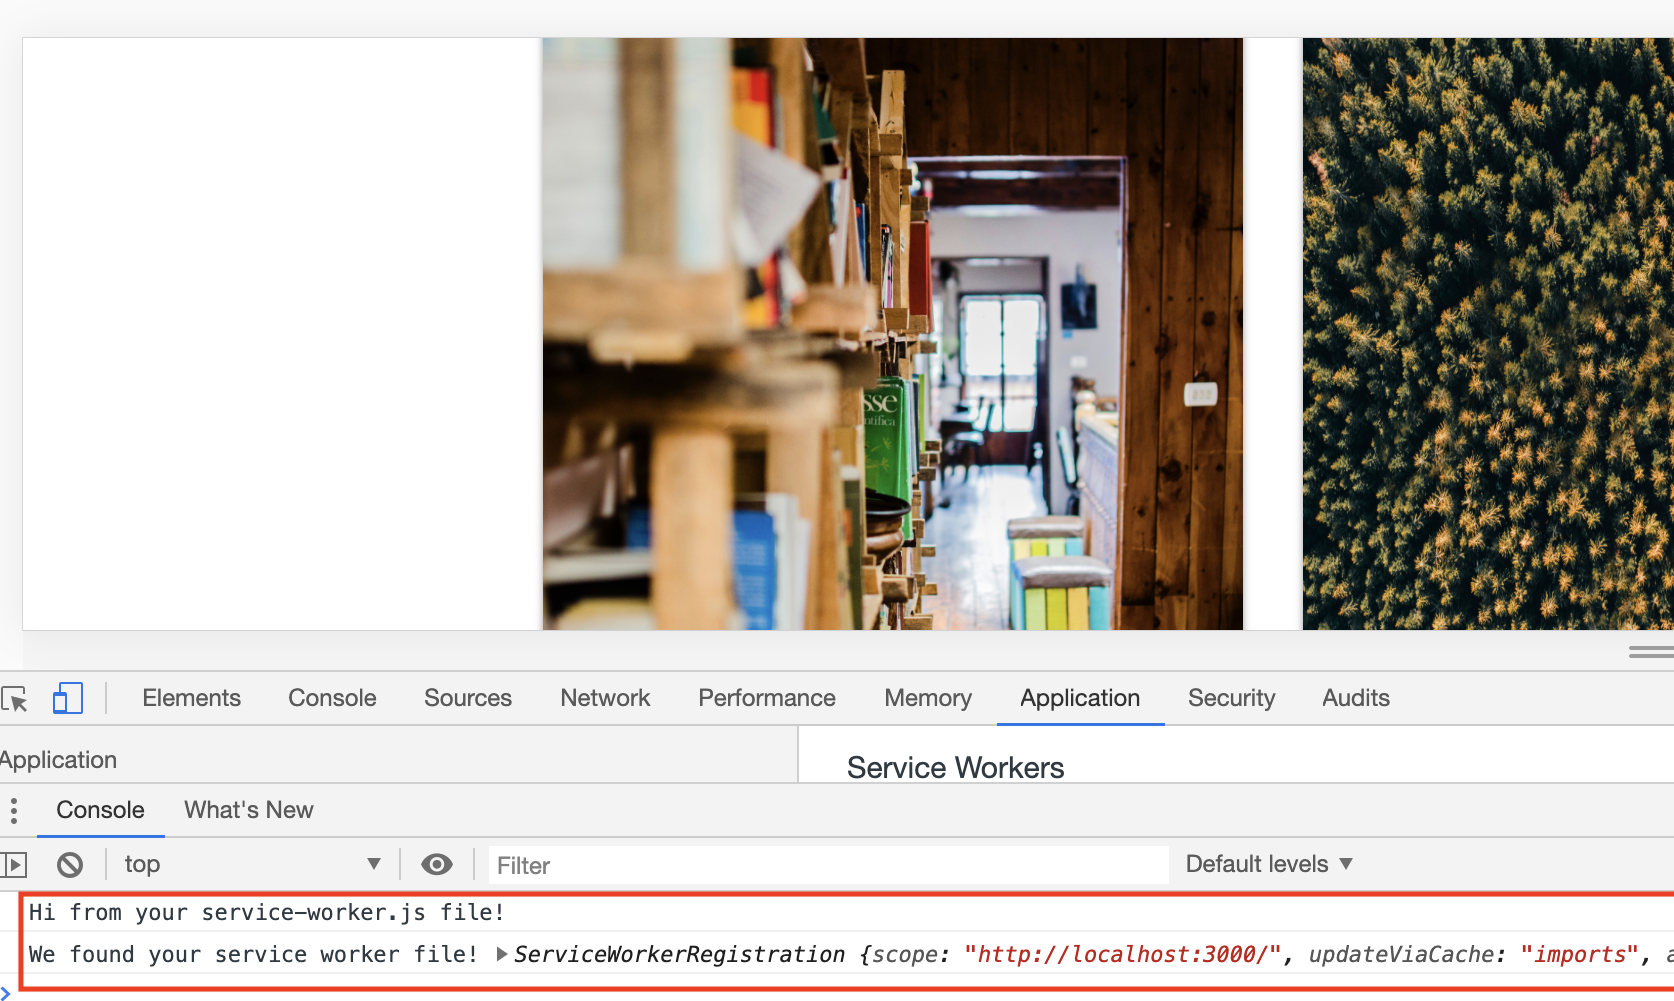 sse
ntifica
Elements Console Sources Network Performance Memory Application Security Audits
Application
Service Workers
Console What's New
top ▼ Filter Default levels ▼
Hi from your service-worker.js file!
We found your service worker file! ▶ServiceWorkerRegistration {scope: "http://localhost:3000/", updateViaCache: "imports", a